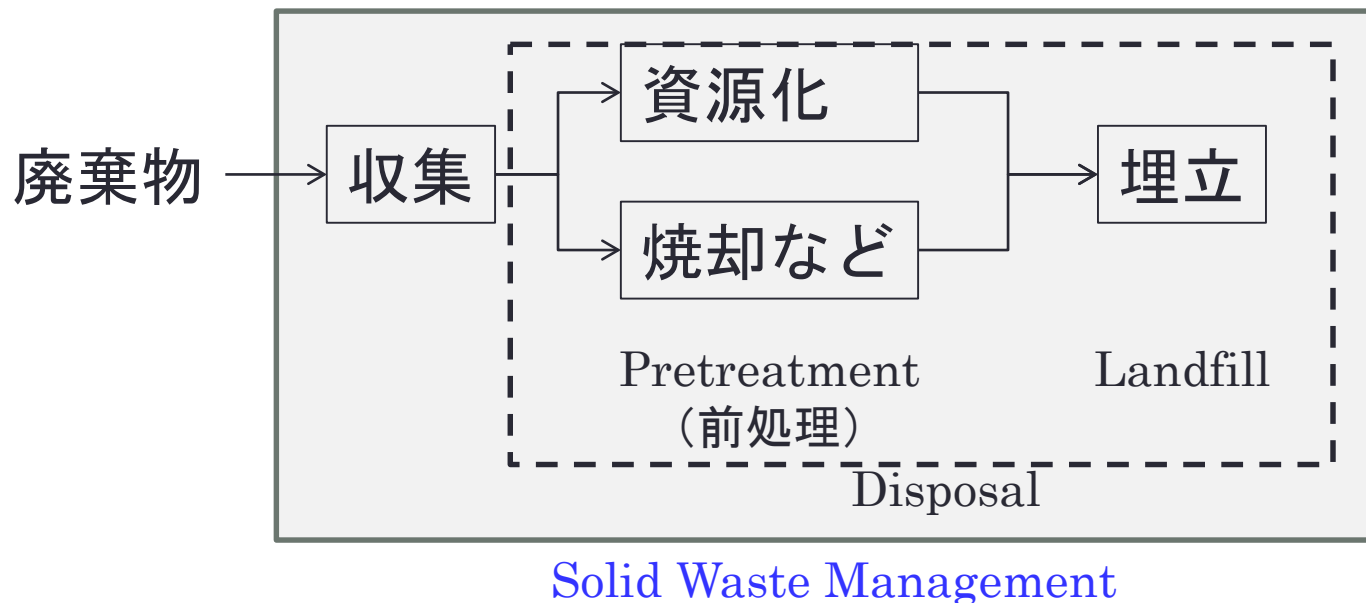 廃棄物
収集
資源化
焼却など
埋立
Pretreatment
（前処理）
Landfill
Disposal
Solid Waste Management